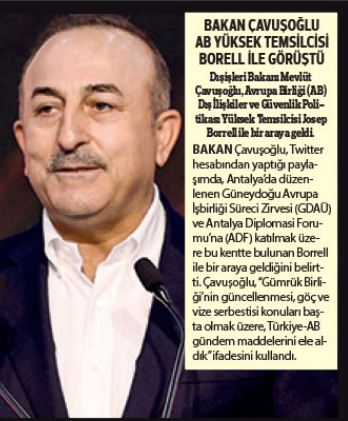 BAKAN ÇAVUŞOĞLU
AB YÜKSEK TEMSİLCİSİ
BORELL İLE GÖRÜŞTÜ
Dışişleri Bakanı Mevlüt
Çavuşoğlu, Avrupa Birliği (AB)
Dış İlişkiler ve Güvenlik Poli-
tikası Yüksek Temsilcisi Josep
Borrell ile bir araya geldi.
BAKAN Çavuşoğlu, Twitter
hesabından yaptığı payla-
şımda, Antalya'da düzen-
lenen Güneydoğu Avrupa
İşbirliği Süreci Zirvesi (GDAÜ)
ve Antalya Diplomasi Foru-
mu'na (ADF) katılmak üze-
re bu kentte bulunan Borrell
ile bir araya geldiğini belirt-
ti. Çavuşoğlu, "Gümrük Birli-
ği'nin güncellenmesi, göç ve
vize serbestisi konuları baş-
ta olmak üzere, Türkiye-AB
gündem maddelerini ele al-
dık" ifadesini kullandı.